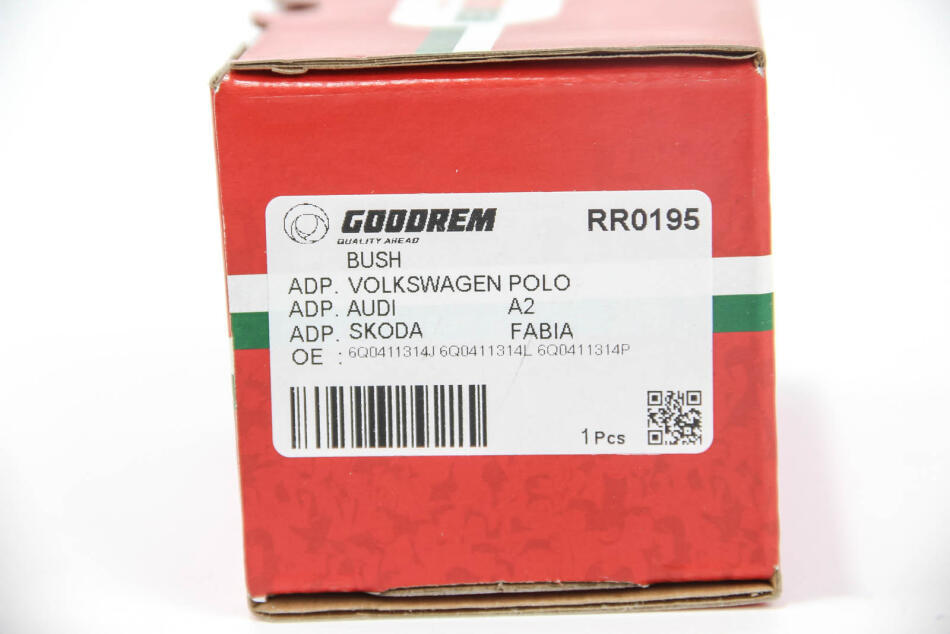 GOODREM
QUALITY AHEAD
RR0195
BUSH
ADP. VOLKSWAGEN POLO
ADP. AUDI A2
ADP. SKODA FABIA
OE : 6Q0411314J 6Q0411314L 6Q0411314P
1 Pcs